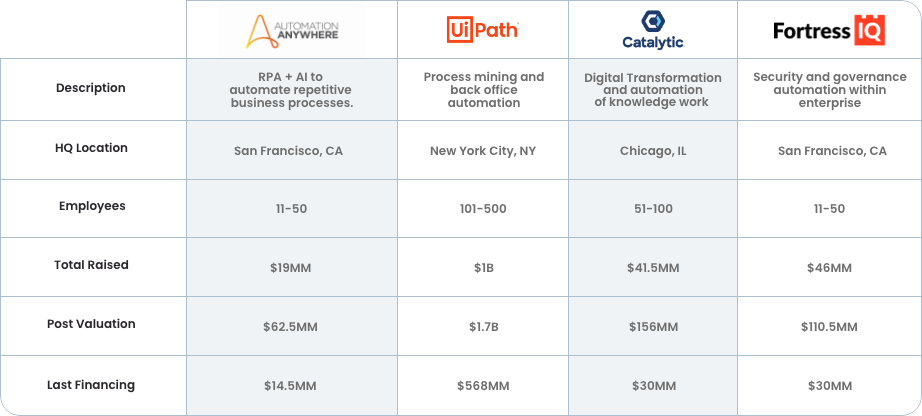 AUTOMATION
ANYWHERE
UiPath
Catalytic
Fortress IQ
Description
RPA + AI to
automate repetitive
business processes.
Process mining and
back office
automation
Digital Transformation
and automation
of knowledge work
Security and governance
automation within
enterprise
HQ Location
San Francisco, CA
New York City, NY
Chicago, IL
San Francisco, CA
Employees
11-50
101-500
51-100
11-50
Total Raised
$19MM
$1B
$41.5MM
$46MM
Post Valuation
$62.5MM
$1.7B
$156MM
$110.5MM
Last Financing
$14.5MM
$568MM
$30MM
$30MM